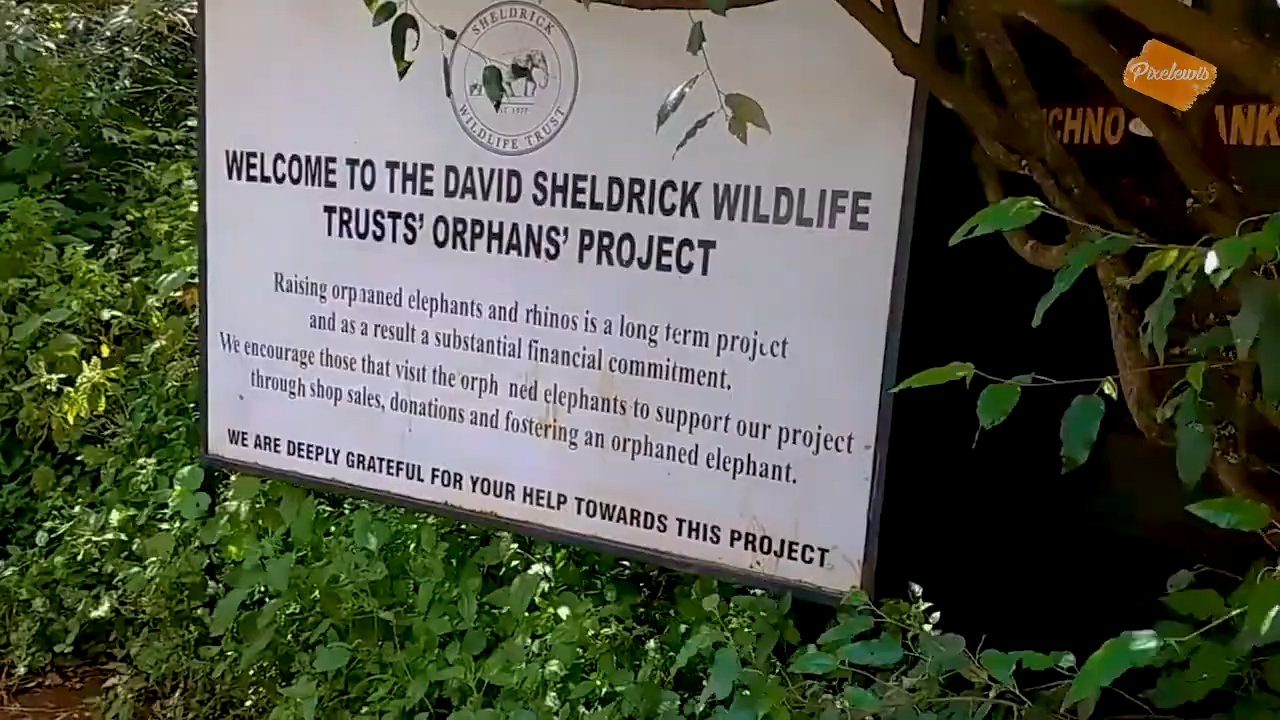 SHELDRICK
WILDLIFE TRUST
WELCOME TO THE DAVID SHELDRICK WILDLIFE
TRUSTS' ORPHANS' PROJECT
Raising orp aned elephants and rhinos is a long term project
and as a result a substantial financial commitment.
We encourage those that visit the orph ned elephants to support our project
through shop sales, donations and fostering an orphaned elephant.
WE ARE DEEPLY GRATEFUL FOR YOUR HELP TOWARDS THIS PROJECT.
Pixelewis